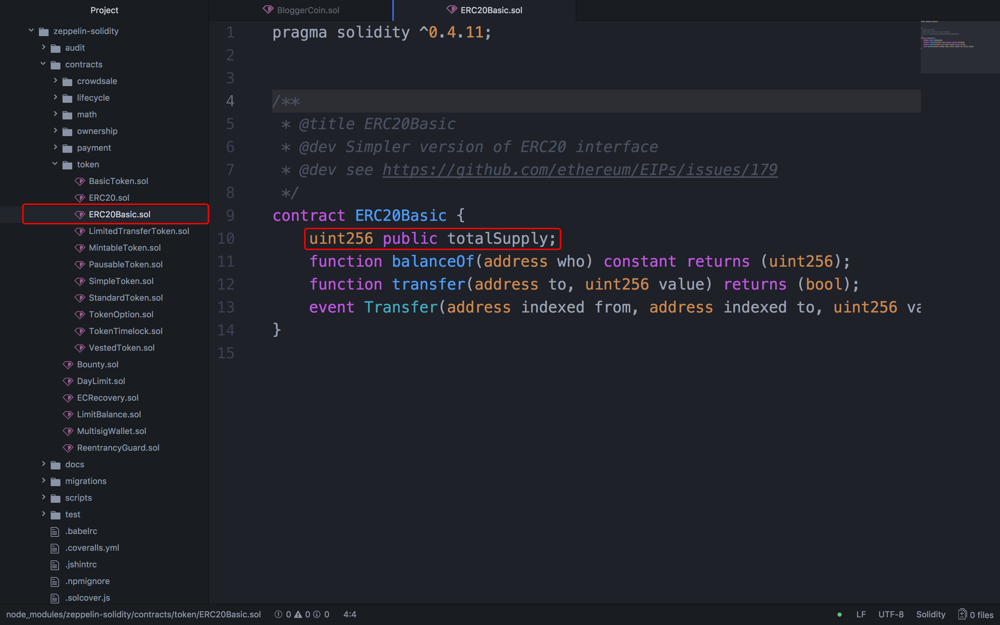 Project
zeppelin-solidity
audit
contracts
crowdsale
lifecycle
math
ownership
payment
token
BasicToken.sol
ERC20.sol
ERC20Basic.sol
LimitedTransferToken.sol
MintableToken.sol
PausableToken.sol
SimpleToken.sol
StandardToken.sol
TokenOption.sol
TokenTimelock.sol
VestedToken.sol
Bounty.sol
DayLimit.sol
ECRecovery.sol
LimitBalance.sol
MultisigWallet.sol
ReentrancyGuard.sol
docs
migrations
scripts
test
.babelrc
.coveralls.yml
.jshintrc
.npmignore
.solcover.js
BloggerCoin.sol
ERC20Basic.sol
1 pragma solidity ^0.4.11;
2
3
4 /**
5 * @title ERC20Basic
6 * @dev Simpler version of ERC20 interface
7 * @dev see https://github.com/ethereum/EIPs/issues/179
8 */
9 contract ERC20Basic {
10 uint256 public totalSupply;
11 function balanceOf(address who) constant returns (uint256);
12 function transfer(address to, uint256 value) returns (bool);
13 event Transfer(address indexed from, address indexed to, uint256 va
14 }
15
node_modules/zeppelin-solidity/contracts/token/ERC20Basic.sol 0 0 0 4:4 LF UTF-8 Solidity 0 files